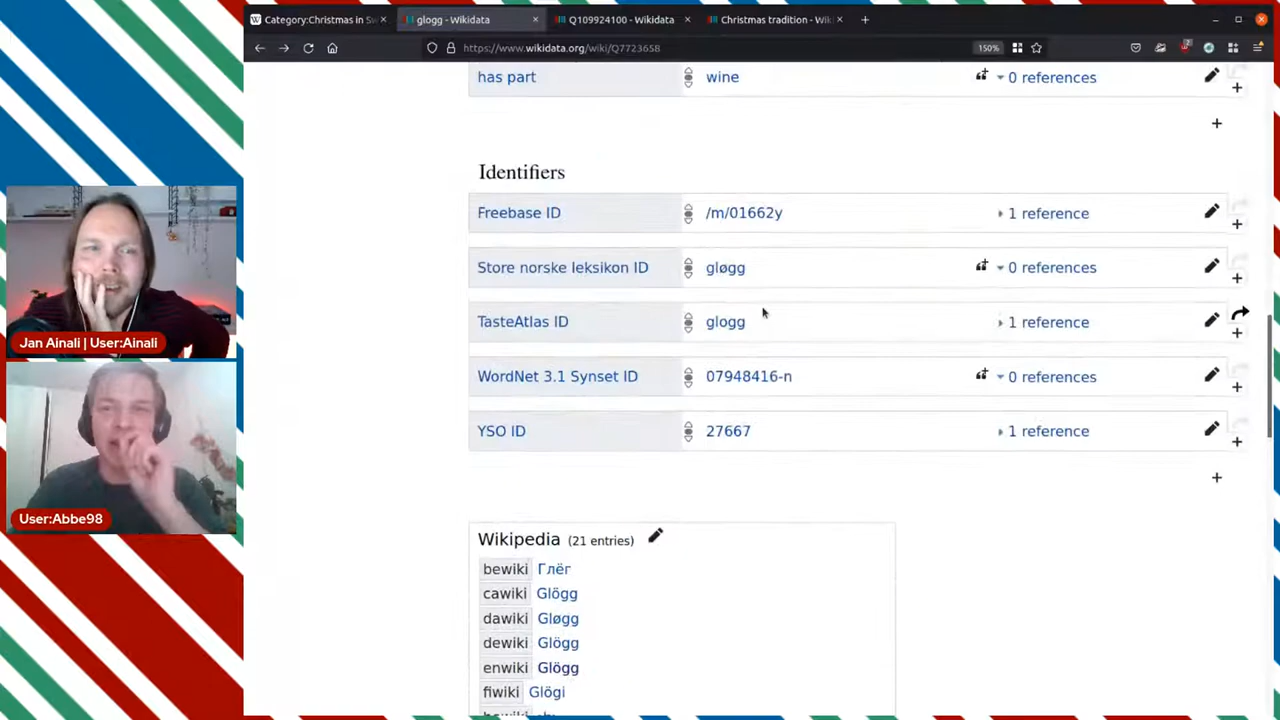 Category:Christmas in Sw
glogg - Wikidata
Q109924100 - Wikidata
Christmas tradition - Wiki
https://www.wikidata.org/wiki/Q7723658
150%
has part
wine
0 references
Identifiers
Freebase ID
/m/01662y
1 reference
Store norske leksikon ID
gløgg
0 references
TasteAtlas ID
glogg
1 reference
WordNet 3.1 Synset ID
07948416-n
0 references
YSO ID
27667
1 reference
Wikipedia (21 entries)
bewiki Глёг
cawiki Glögg
dawiki Gløgg
dewiki Glögg
enwiki Glögg
fiwiki Glögi
Jan Ainali | User:Ainali
User:Abbe98